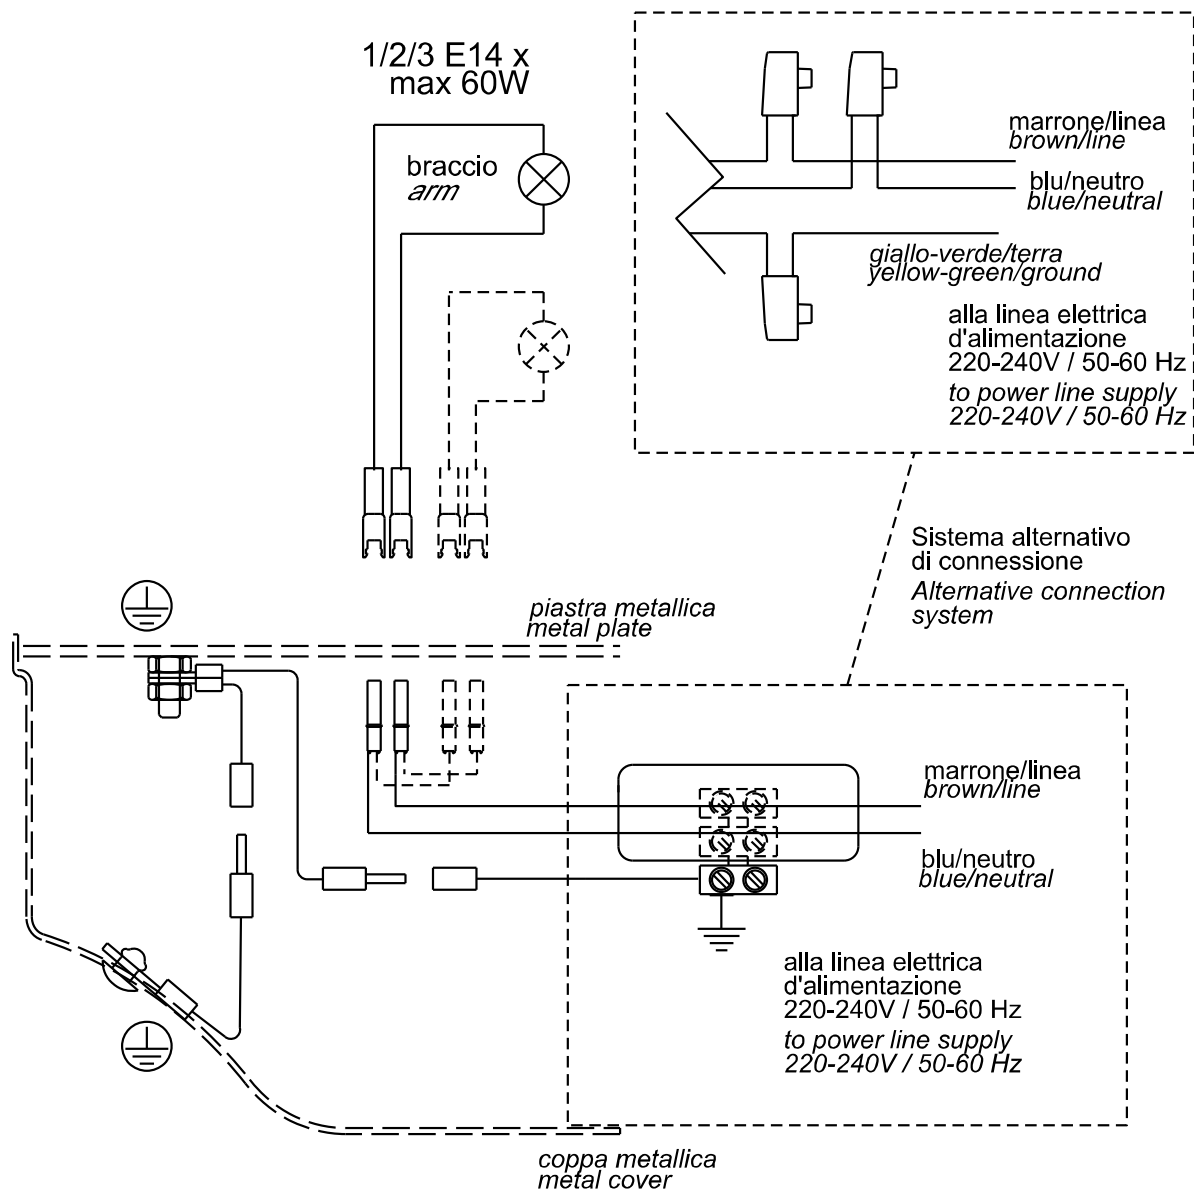 1/2/3 E14 x
max 60W
braccio
arm
marrone/linea
brown/line
blu/neutro
blue/neutral
giallo-verde/terra
yellow-green/ground
alla linea elettrica
d'alimentazione
220-240V / 50-60 Hz
to power line supply
220-240V / 50-60 Hz
Sistema alternativo
di connessione
Alternative connection
system
piastra metallica
metal plate
marrone/linea
brown/line
blu/neutro
blue/neutral
alla linea elettrica
d'alimentazione
220-240V / 50-60 Hz
to power line supply
220-240V / 50-60 Hz
coppa metallica
metal cover